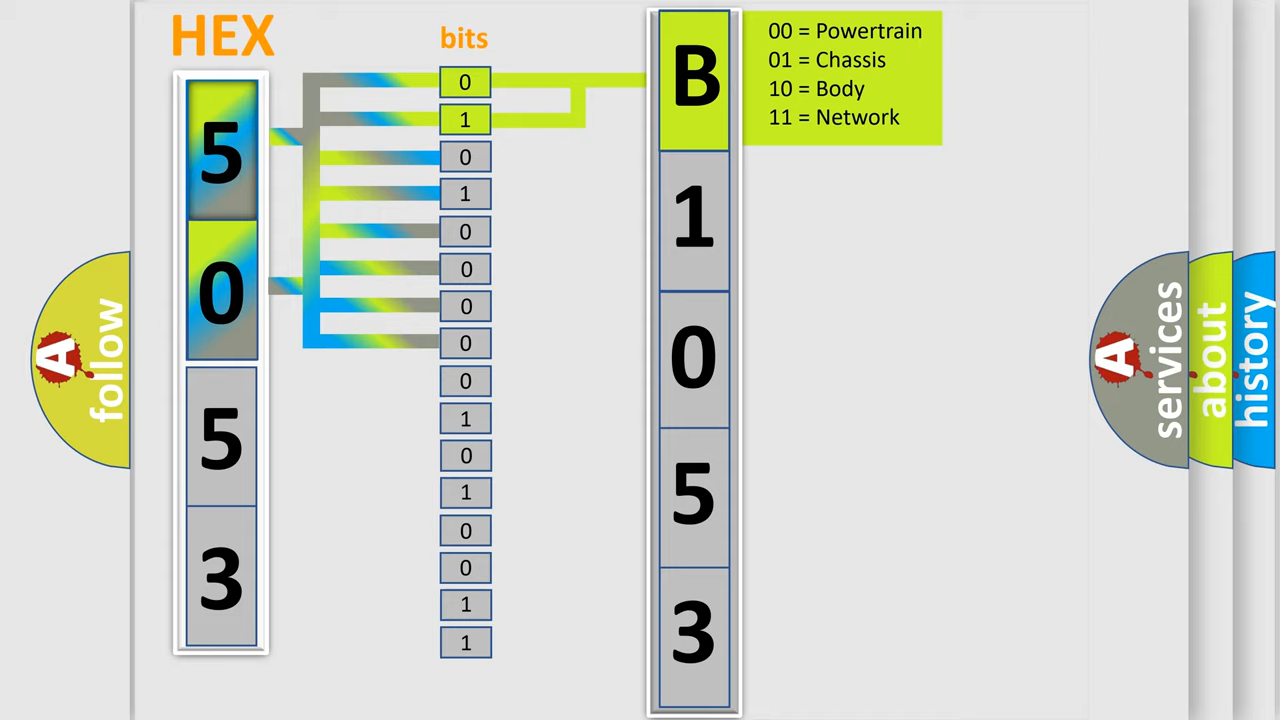 HEX
bits
5
0
5
3
0
1
0
1
0
0
0
0
0
1
0
1
0
0
1
1
B
1
0
5
3
00 = Powertrain
01 = Chassis
10 = Body
11 = Network
A
follow
A
services
about
history